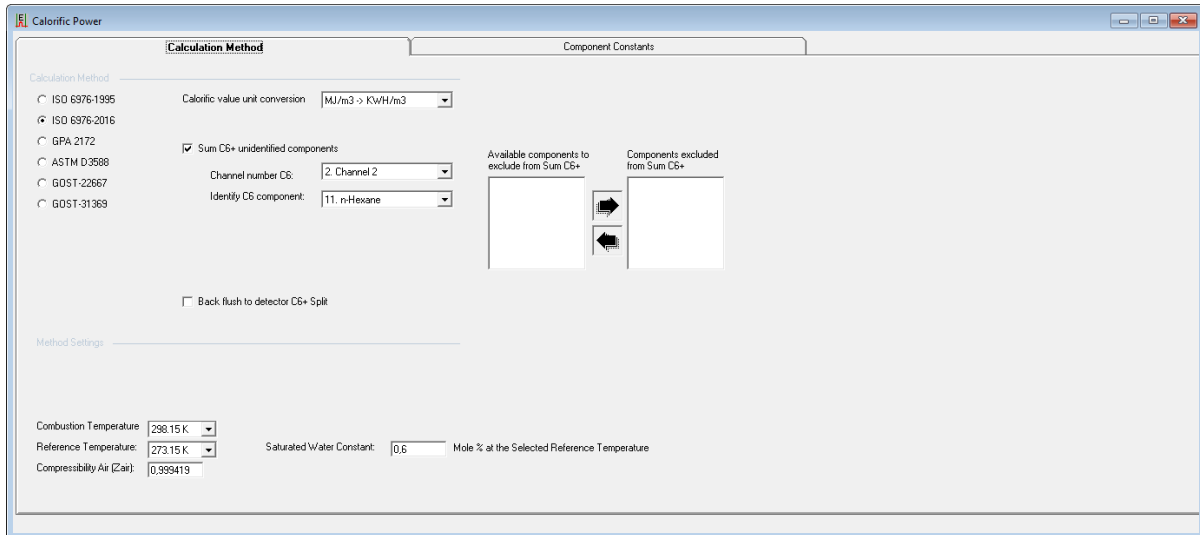 Calorific Power
Calculation Method
Component Constants
Calculation Method
ISO 6976-1995
Calorific value unit conversion
MJ/m3 -> KWH/m3
ISO 6976-2016
GPA 2172
Sum C6+ unidentified components
ASTM D3588
Channel number C6:
2. Channel 2
GOST-22667
Identify C6 component:
11. n-Hexane
GOST-31369
Available components to
exclude from Sum C6+
Components excluded
from Sum C6+
Back flush to detector C6+ Split
Method Settings
Combustion Temperature
298.15 K
Reference Temperature:
273.15 K
Saturated Water Constant:
0,6
Mole % at the Selected Reference Temperature
Compressibility Air (Zair):
0,999419